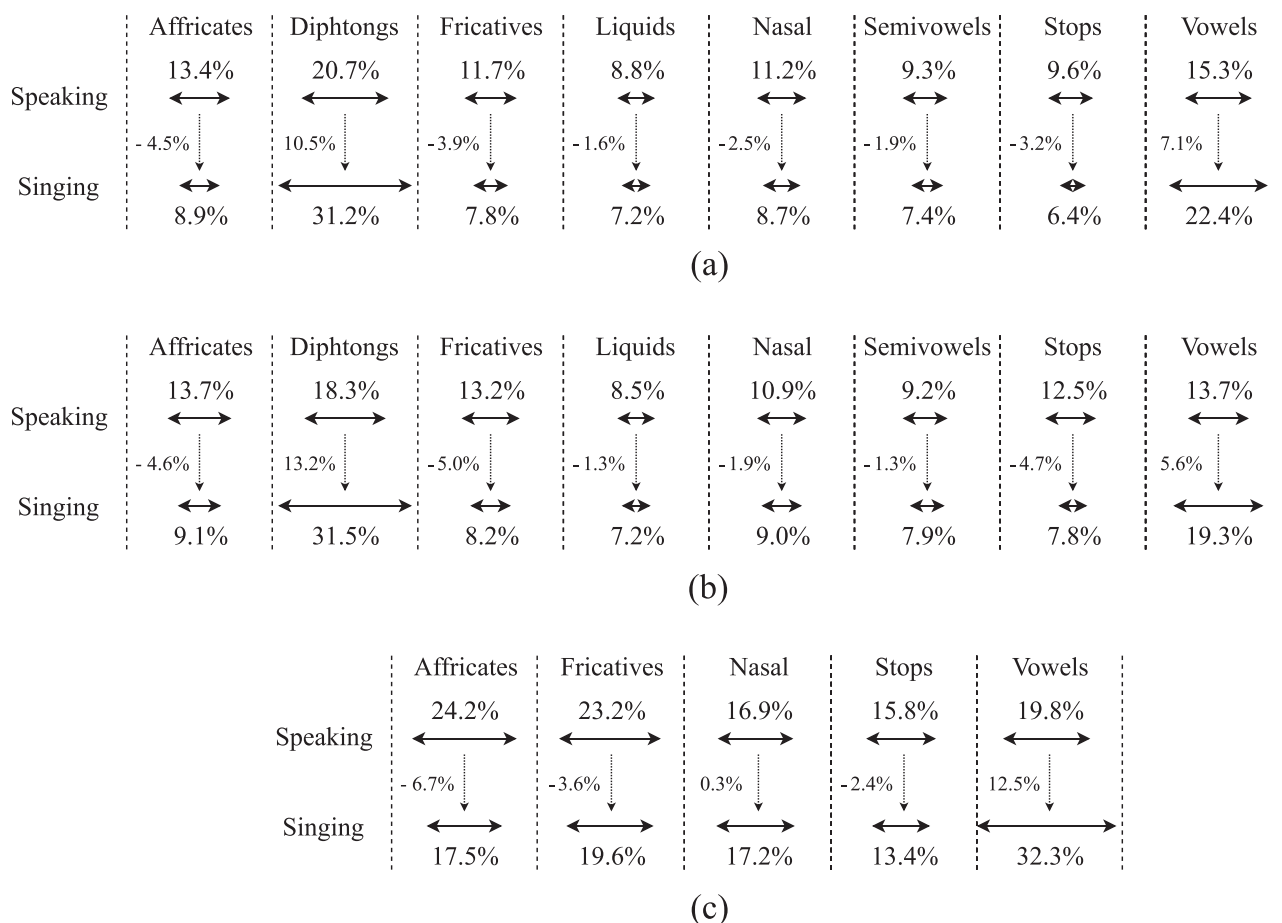 Affricates Diphtongs Fricatives Liquids Nasal Semivowels Stops Vowels
13.4% 20.7% 11.7% 8.8% 11.2% 9.3% 9.6% 15.3%
Speaking
- 4.5% 10.5% -3.9% -1.6% -2.5% -1.9% -3.2% 7.1%
Singing
8.9% 31.2% 7.8% 7.2% 8.7% 7.4% 6.4% 22.4%
(a)
Affricates Diphtongs Fricatives Liquids Nasal Semivowels Stops Vowels
13.7% 18.3% 13.2% 8.5% 10.9% 9.2% 12.5% 13.7%
Speaking
- 4.6% 13.2% -5.0% -1.3% -1.9% -1.3% -4.7% 5.6%
Singing
9.1% 31.5% 8.2% 7.2% 9.0% 7.9% 7.8% 19.3%
(b)
Affricates Fricatives Nasal Stops Vowels
24.2% 23.2% 16.9% 15.8% 19.8%
Speaking
- 6.7% -3.6% 0.3% -2.4% 12.5%
Singing
17.5% 19.6% 17.2% 13.4% 32.3%
(c)